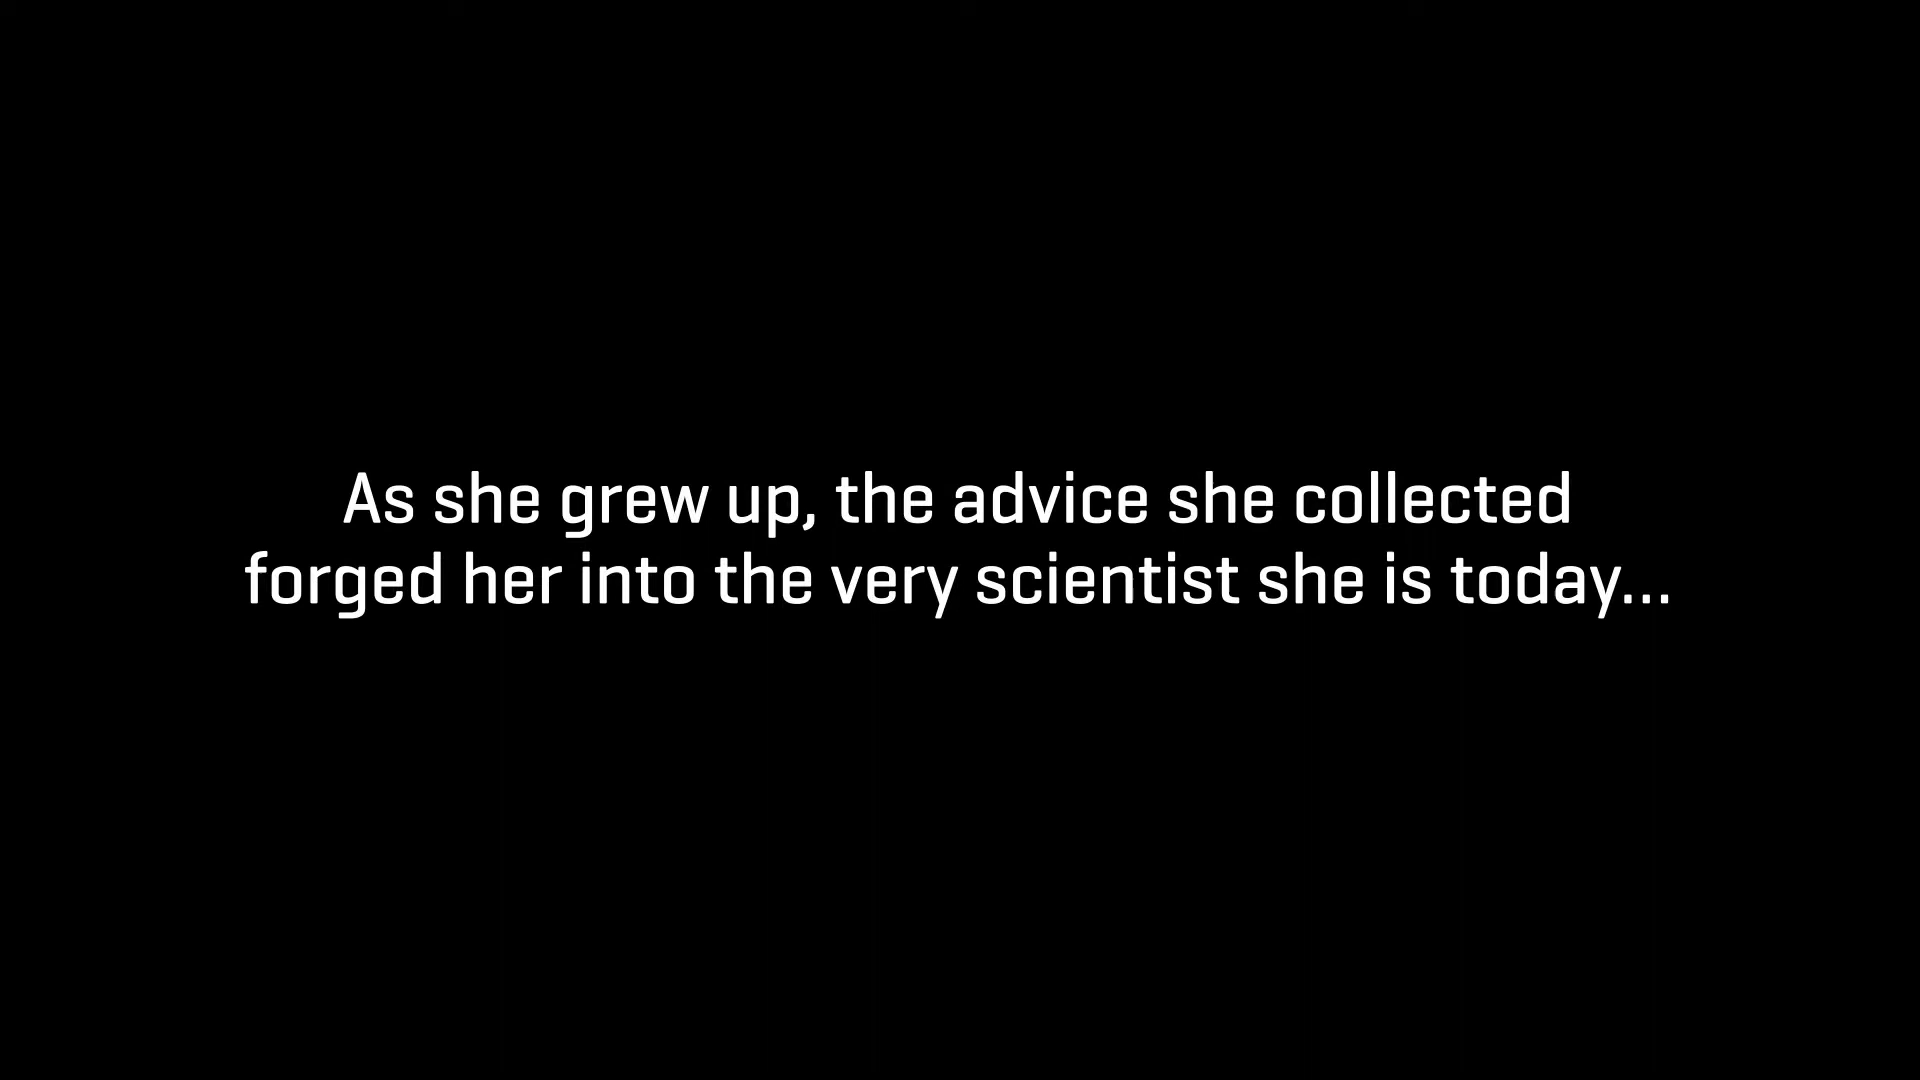 As she grew up, the advice she collected
forged her into the very scientist she is today...